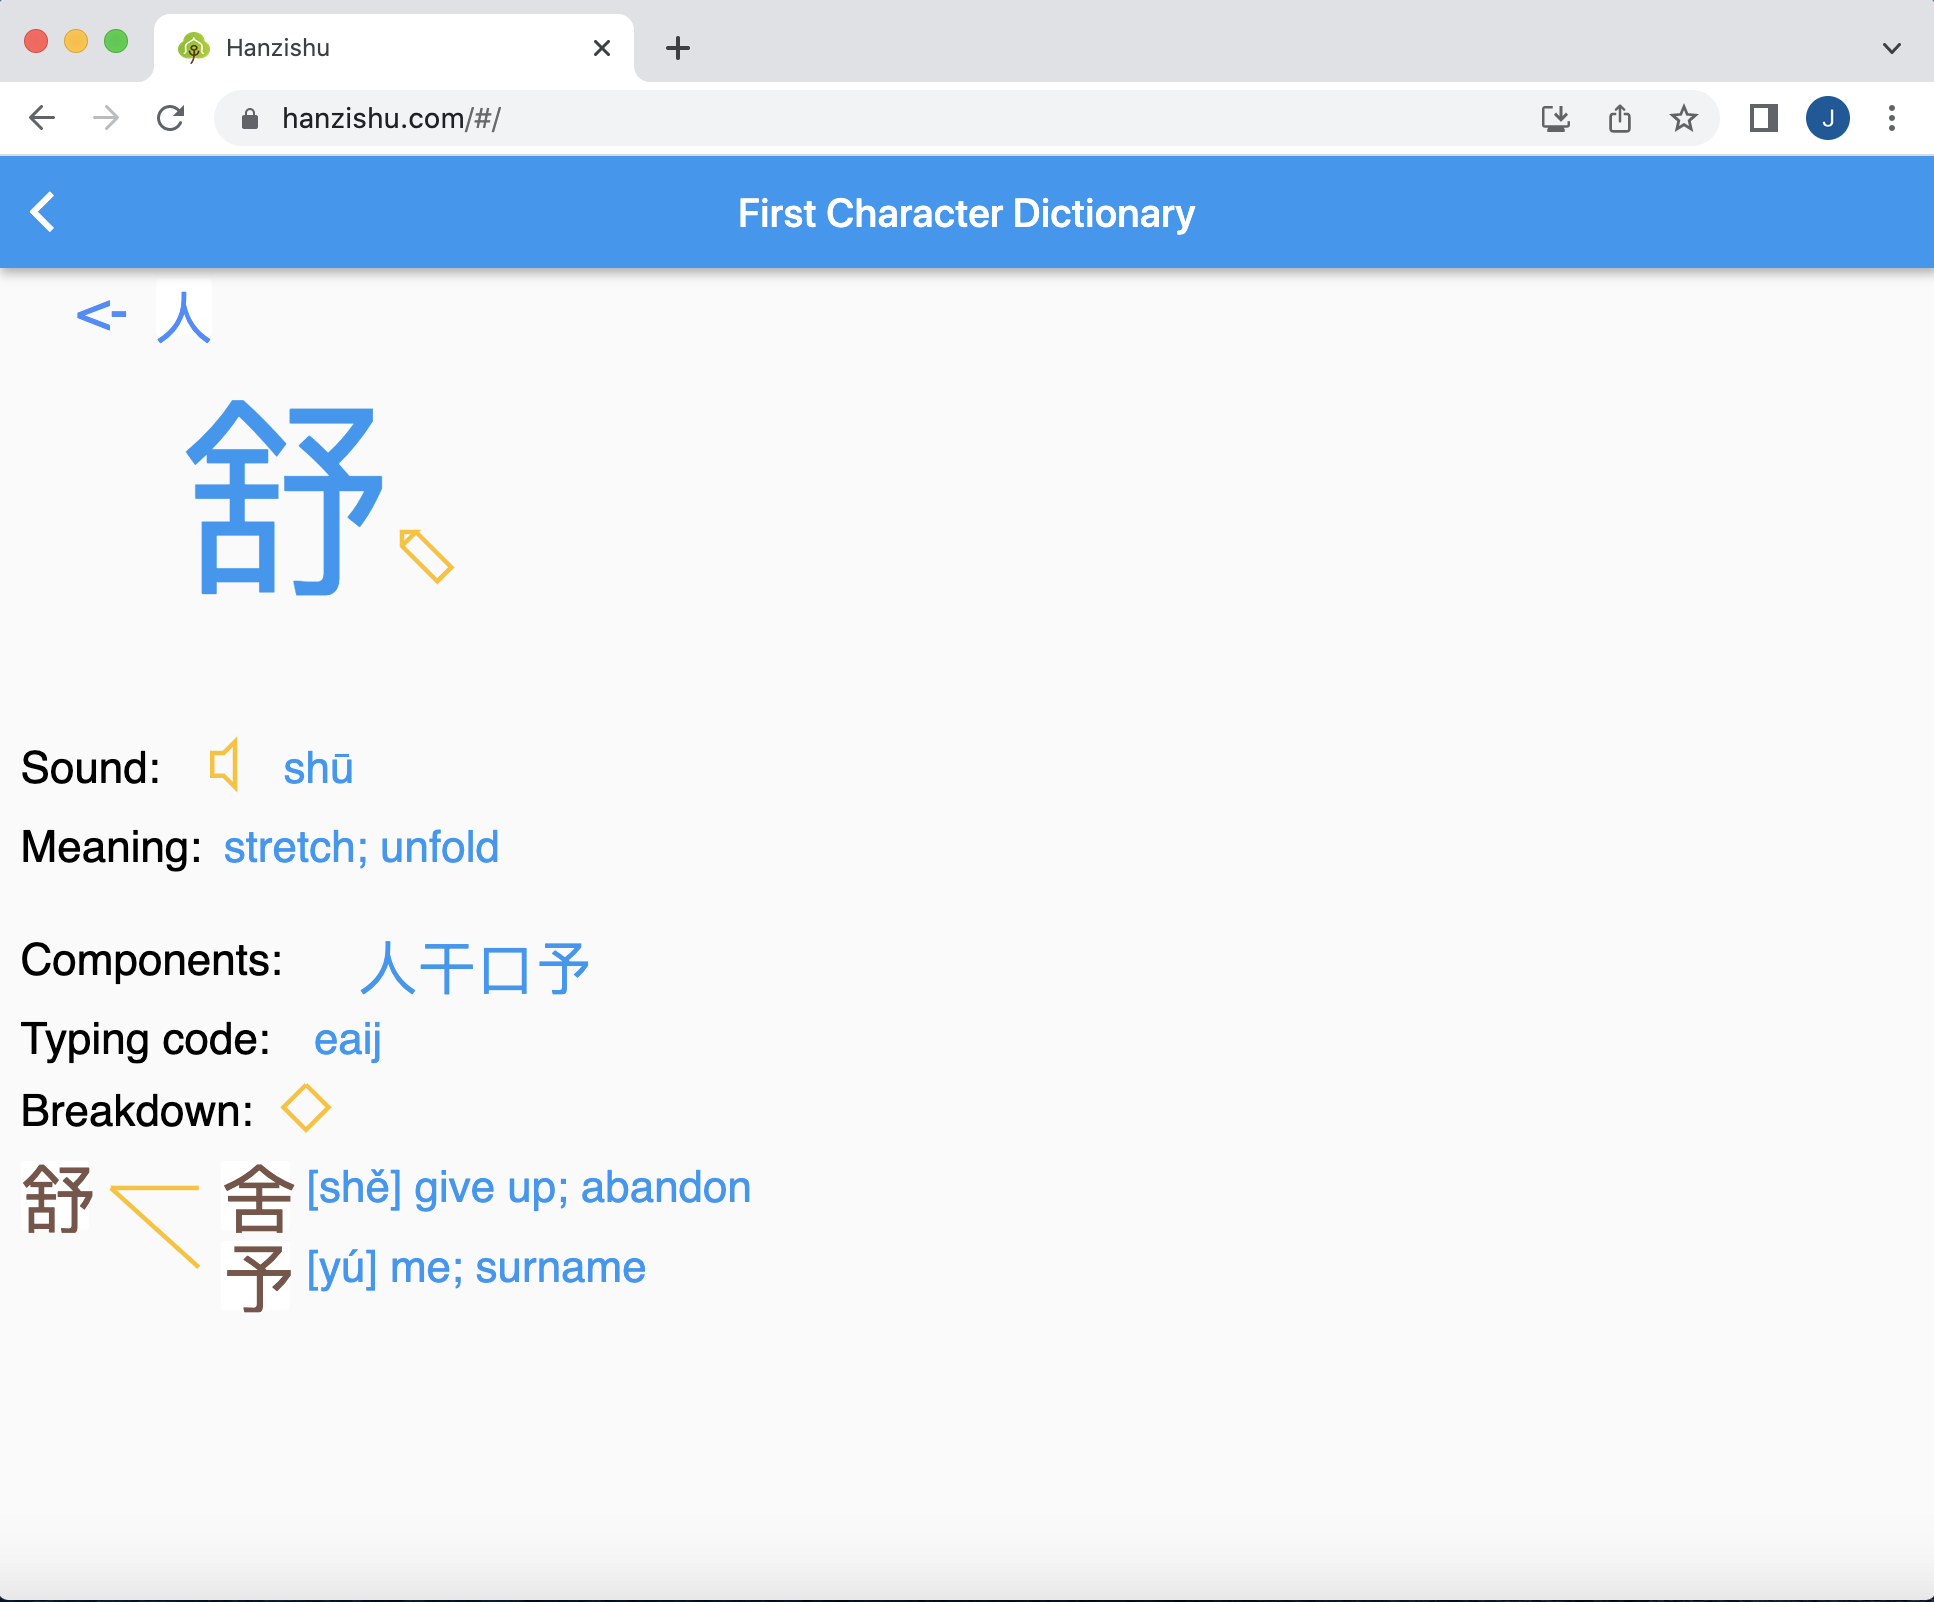 Hanzishu
hanzishu.com/#/
J
First Character Dictionary
<- 人
舒
Sound: shū
Meaning: stretch; unfold
Components: 人干口予
Typing code: eaij
Breakdown:
舒 舍 [shě] give up; abandon
予 [yú] me; surname